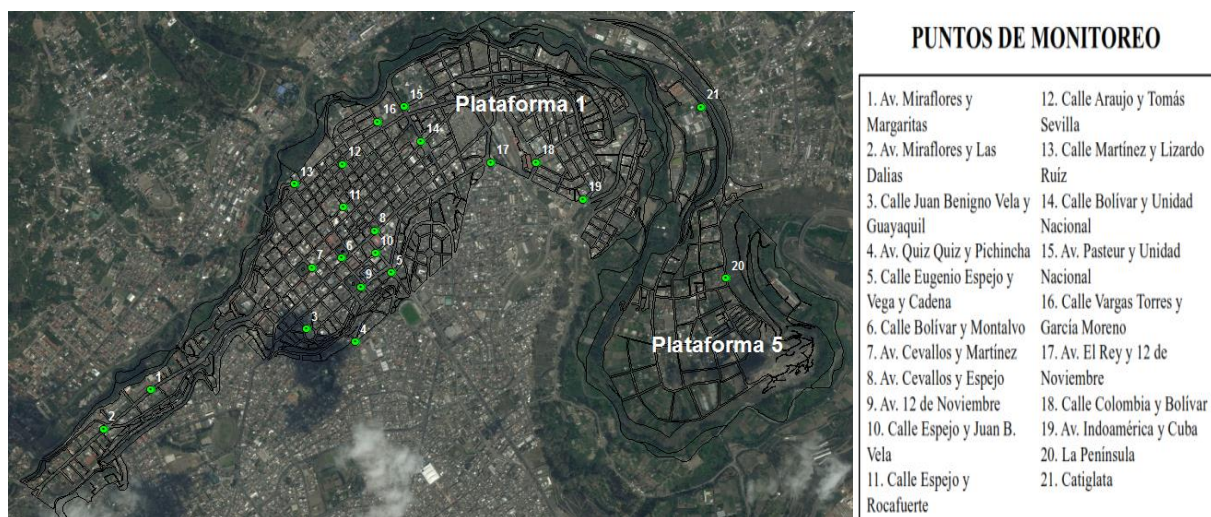 15
Plataforma 1
16
21
14
12
17
18
13
19
11
8
10
6
7
5
9
20
3
4
Plataforma 5
1
2
PUNTOS DE MONITOREO
1. Av. Miraflores y
Margaritas
2. Av. Miraflores y Las
Dalias
3. Calle Juan Benigno Vela y
Guayaquil
4. Av. Quiz Quiz y Pichincha
5. Calle Eugenio Espejo y
Vega y Cadena
6. Calle Bolívar y Montalvo
7. Av. Cevallos y Martínez
8. Av. Cevallos y Espejo
9. Av. 12 de Noviembre
10. Calle Espejo y Juan B.
Vela
11. Calle Espejo y
Rocafuerte
12. Calle Araujo y Tomás
Sevilla
13. Calle Martínez y Lizardo
Ruíz
14. Calle Bolívar y Unidad
Nacional
15. Av. Pasteur y Unidad
Nacional
16. Calle Vargas Torres y
García Moreno
17. Av. El Rey y 12 de
Noviembre
18. Calle Colombia y Bolívar
19. Av. Indoamérica y Cuba
20. La Península
21. Catiglata